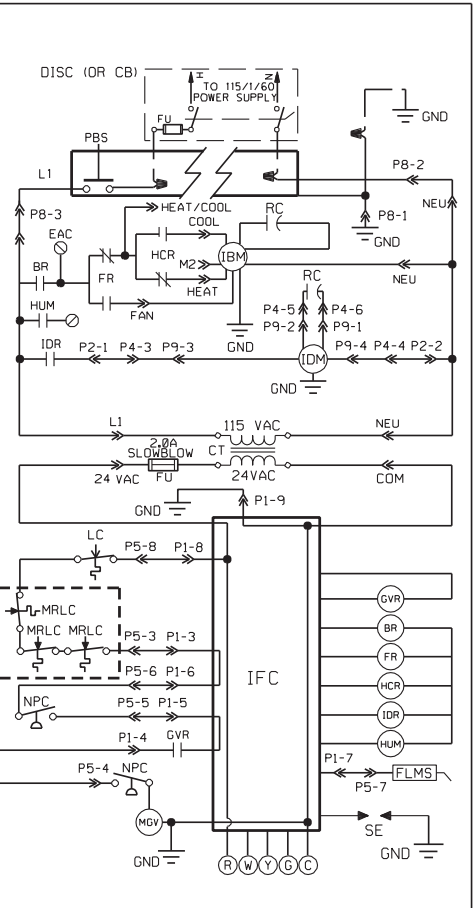 DISC (OR CB)
H
N
TO 115/1/60
POWER SUPPLY
FU
GND
PBS
L1
P8-2
NEU
P8-3
HEAT/COOL
COOL
RC
P8-1
GND
EAC
HCR
M2
IBM
BR
FR
HEAT
NEU
HUM
FAN
GND
RC
P4-5
P4-6
P9-2
P9-1
IDR
P2-1
P4-3
P9-3
IDM
P9-4
P4-4
P2-2
GND
L1
115 VAC
NEU
2.0A
SLOWBLOW
CT
24 VAC
FU
24VAC
COM
GND
P1-9
LC
P5-8
P1-8
MRLC
GVR
MRLC
MRLC
P5-3
P1-3
BR
P5-6
P1-6
IFC
FR
NPC
P5-5
P1-5
HCR
P1-4
GVR
IDR
HUM
P5-4
NPC
P1-7
FLMS
P5-7
MGV
SE
GND
GND
R
W
Y
G
C